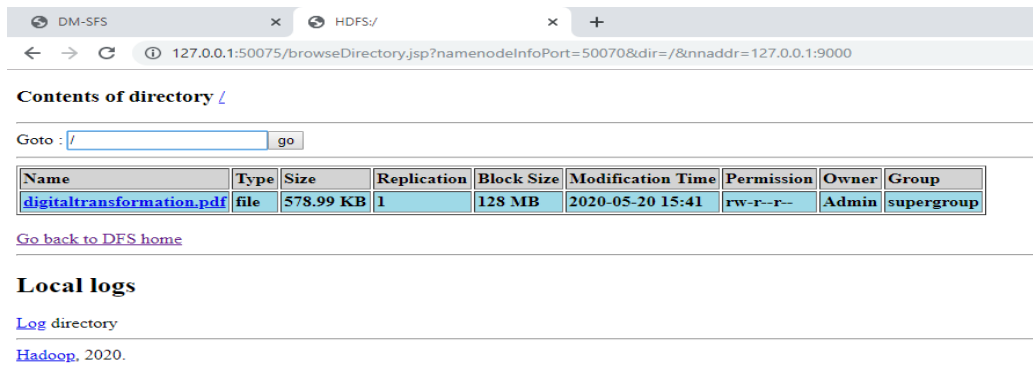 DM-SFS HDFS:/
127.0.0.1:50075/browseDirectory.jsp?namenodeInfoPort=50070&dir=/&nnaddr=127.0.0.1:9000
Contents of directory /
Goto : / go
Name Type Size Replication Block Size Modification Time Permission Owner Group
digitaltransformation.pdf file 578.99 KB 1 128 MB 2020-05-20 15:41 rw-r--r-- Admin supergroup
Go back to DFS home
Local logs
Log directory
Hadoop, 2020.